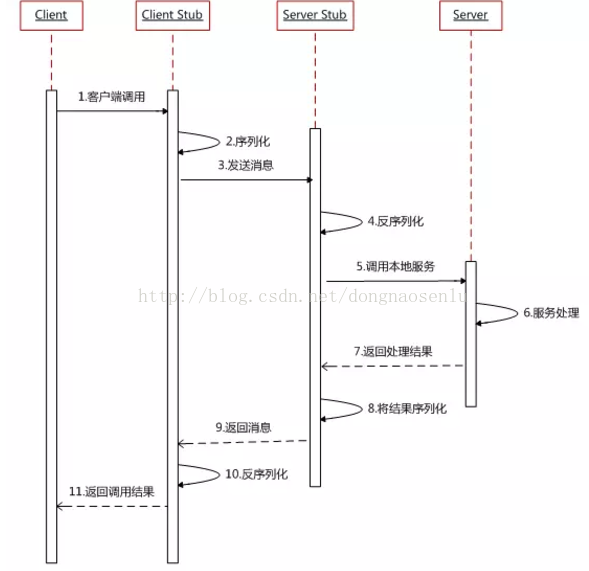 Client
Client Stub
Server Stub
Server
1.客户端调用
2.序列化
3.发送消息
4.反序列化
5.调用本地服务
http://blog.csdn.net/dongnaosenlu
6.服务处理
7.返回处理结果
8.将结果序列化
9.返回消息
10.反序列化
11.返回调用结果